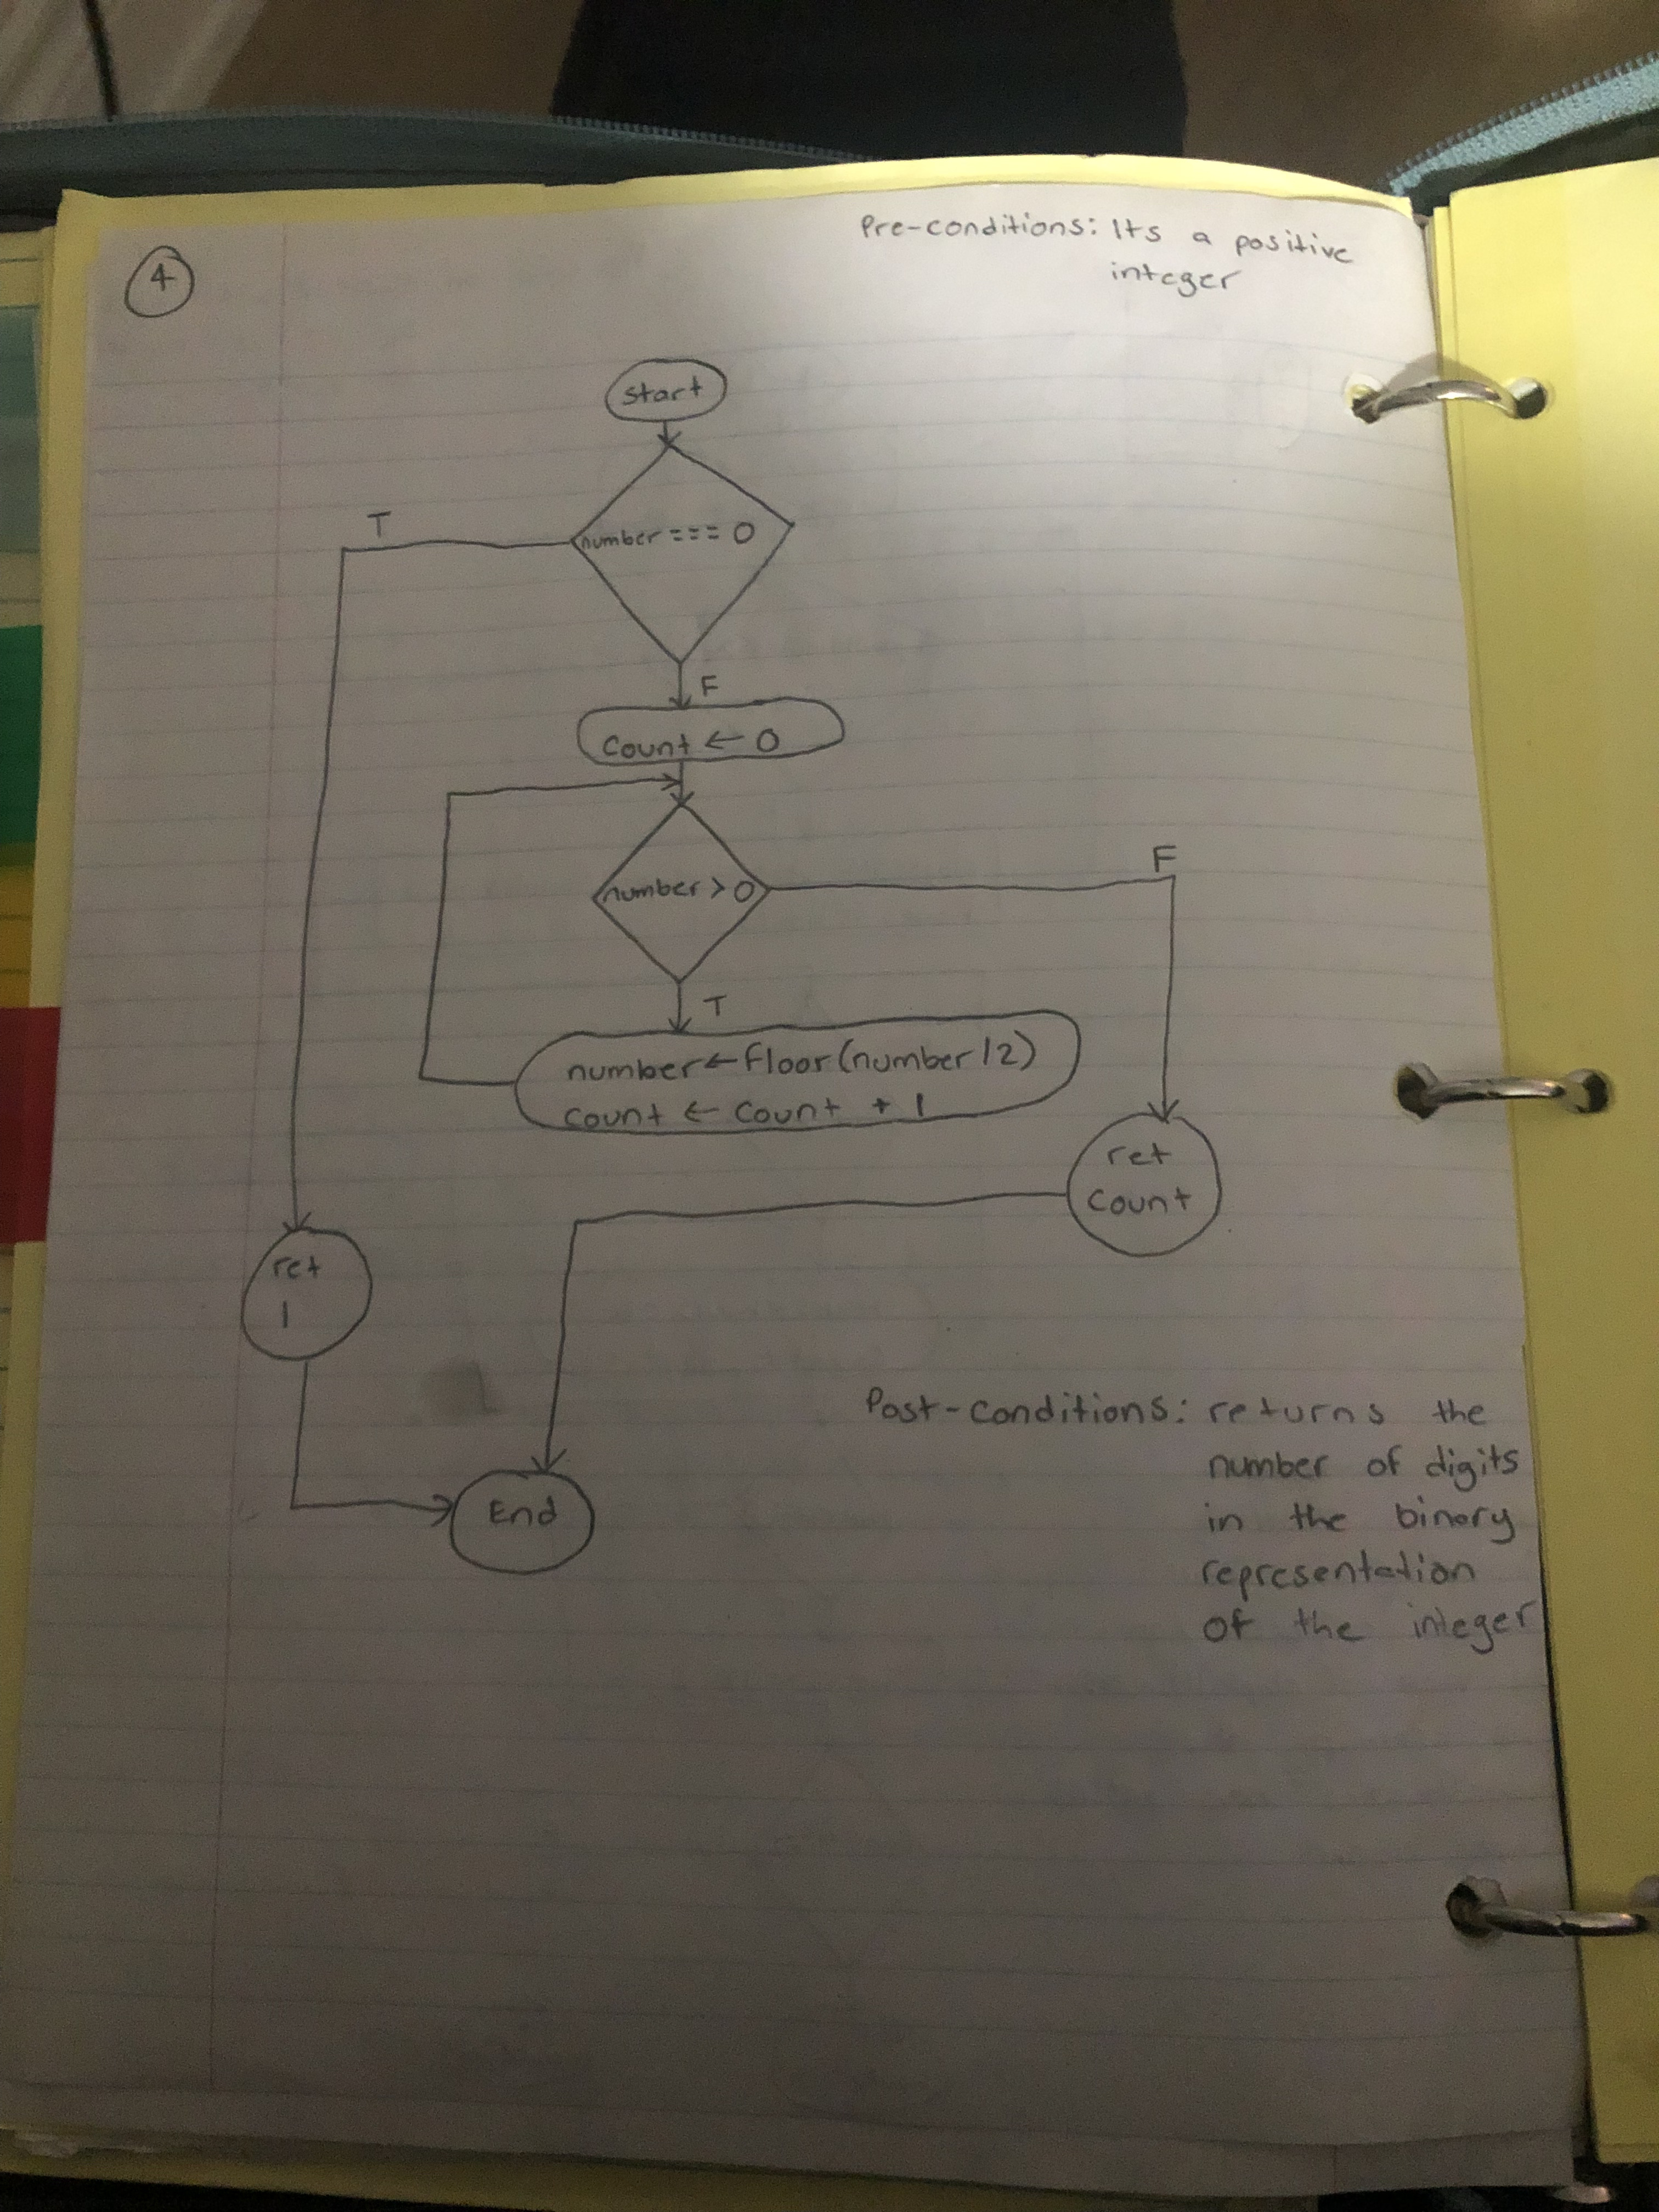 Pre-conditions: Its a positive
integer
4
start
number === 0
T
F
Count ← 0
number > 0
F
T
number ← floor(number/2)
count ← count + 1
ret
count
ret
1
Post-conditions: returns the
number of digits
in the binary
representation
of the integer
End